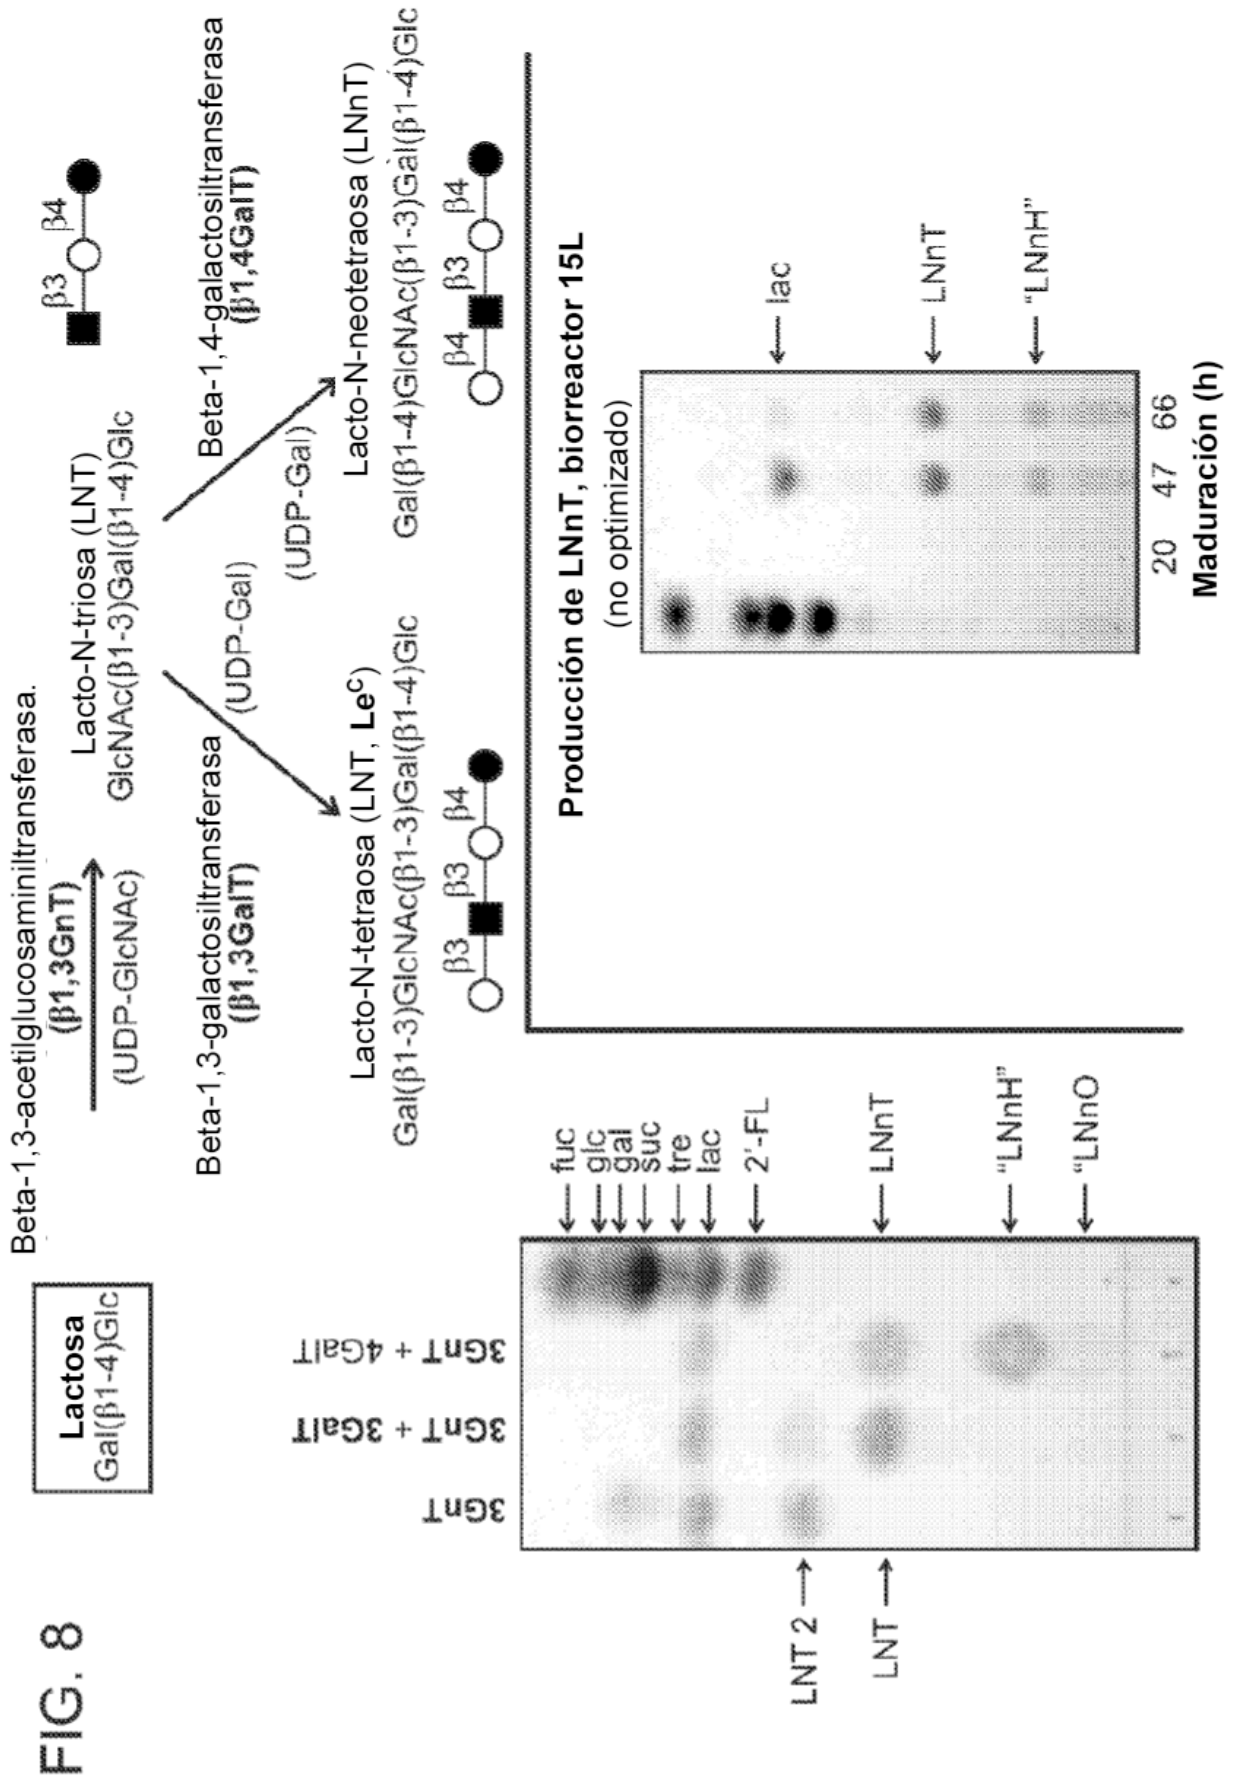 FIG. 8
Lactosa
Gal(β1-4)Glc
Beta-1,3-acetilglucosaminiltransferasa.
(β1,3GnT)
(UDP-GlcNAc)
Lacto-N-triosa (LNT)
GlcNAc(β1-3)Gal(β1-4)Glc
β3 β4
Beta-1,3-galactosiltransferasa
(β1,3GalT)
(UDP-Gal)
Beta-1,4-galactosiltransferasa
(β1,4GalT)
(UDP-Gal)
Lacto-N-tetraosa (LNT, Leᶜ)
Gal(β1-3)GlcNAc(β1-3)Gal(β1-4)Glc
β3 β3 β4
Lacto-N-neotetraosa (LNnT)
Gal(β1-4)GlcNAc(β1-3)Gal(β1-4)Glc
β4 β3 β4
3GnT
3GnT + 3GalT
3GnT + 4GalT
fuc
glc
gal
suc
tre
lac
2'-FL
LNnT
“LNnH”
“LNnO
LNT 2
LNT
Producción de LNnT, biorreactor 15L
(no optimizado)
lac
LNnT
“LNnH”
20 47 66
Maduración (h)